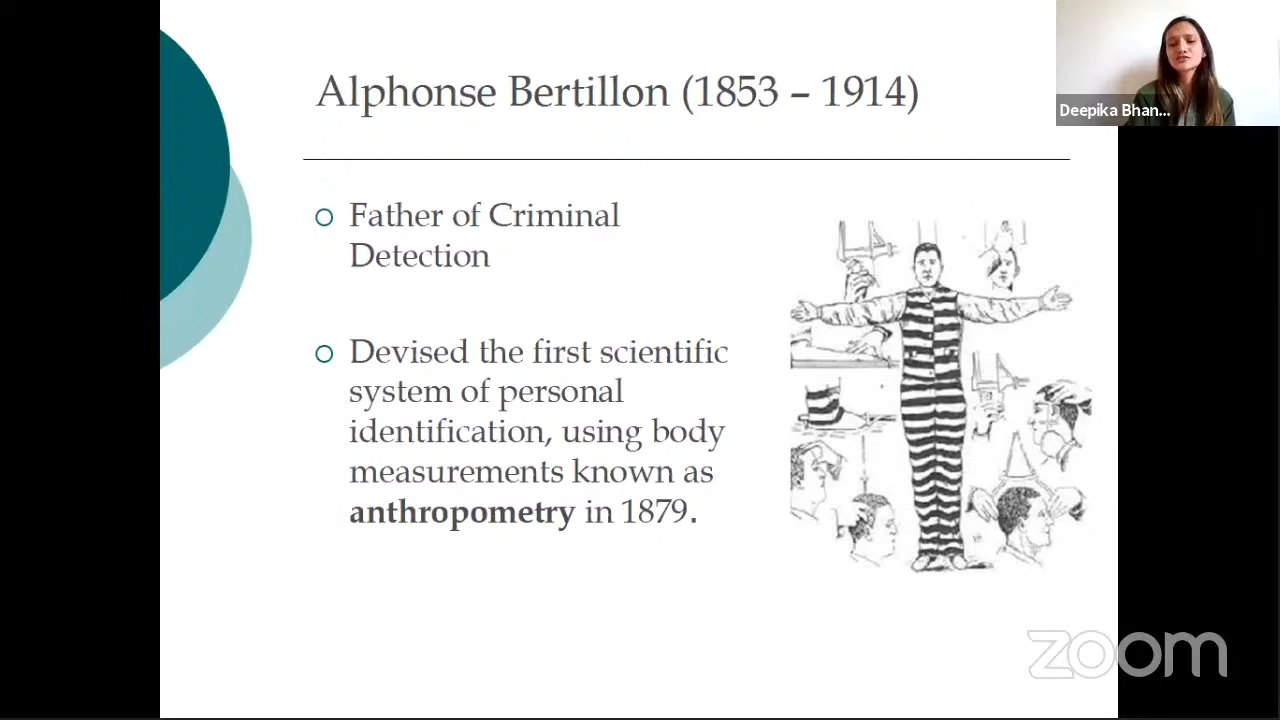 Alphonse Bertillon (1853 – 1914)
Father of Criminal
Detection
Devised the first scientific
system of personal
identification, using body
measurements known as
anthropometry in 1879.
Deepika Bhan...
zoom